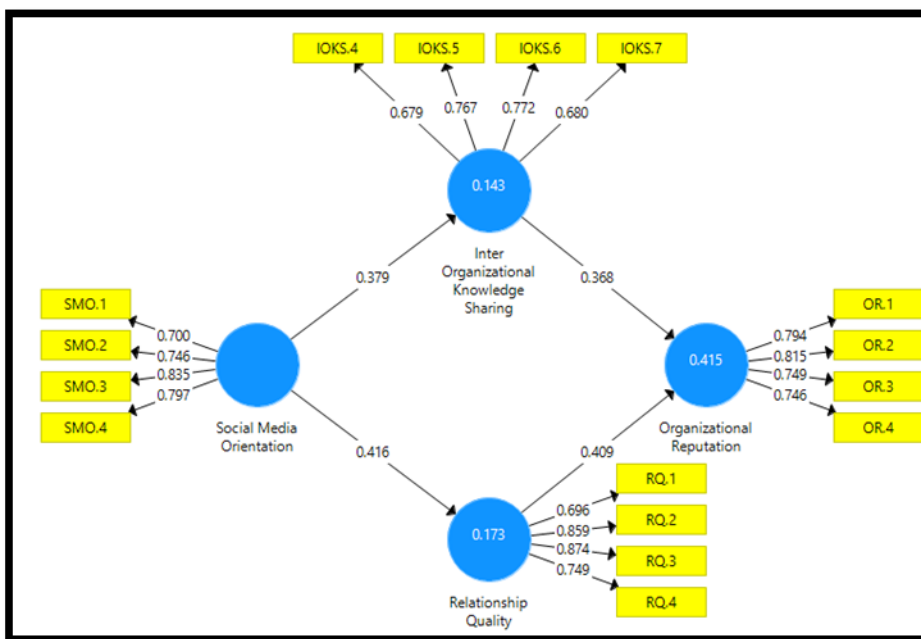 IOKS.4
IOKS.5
IOKS.6
IOKS.7
0.679
0.767
0.772
0.680
0.143
Inter
Organizational
Knowledge
Sharing
0.379
0.368
SMO.1
SMO.2
SMO.3
SMO.4
0.700
0.746
0.835
0.797
Social Media
Orientation
0.415
Organizational
Reputation
0.794
0.815
0.749
0.746
OR.1
OR.2
OR.3
OR.4
0.416
0.409
0.173
Relationship
Quality
0.696
0.859
0.874
0.749
RQ.1
RQ.2
RQ.3
RQ.4